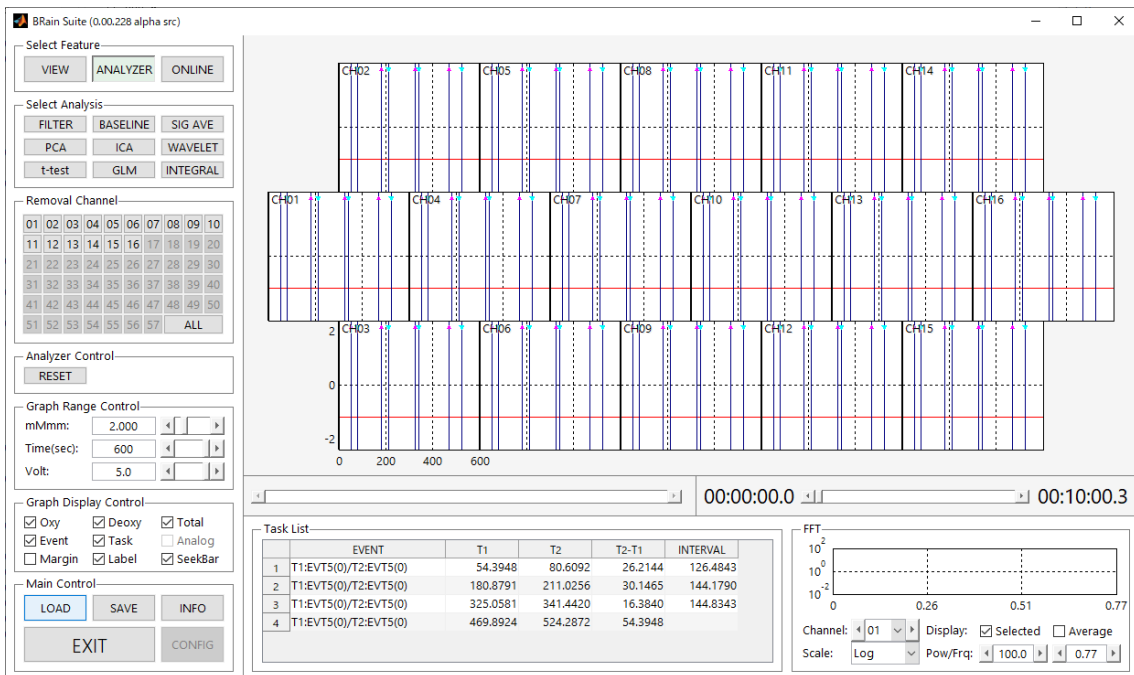 BRain Suite (0.00.228 alpha src)
Select Feature
VIEW ANALYZER ONLINE
Select Analysis
FILTER BASELINE SIG AVE
PCA ICA WAVELET
t-test GLM INTEGRAL
Removal Channel
01 02 03 04 05 06 07 08 09 10
11 12 13 14 15 16 17 18 19 20
21 22 23 24 25 26 27 28 29 30
31 32 33 34 35 36 37 38 39 40
41 42 43 44 45 46 47 48 49 50
51 52 53 54 55 56 57 ALL
Analyzer Control
RESET
Graph Range Control
mMmm: 2.000
Time(sec): 600
Volt: 5.0
Graph Display Control
Oxy Deoxy Total
Event Task Analog
Margin Label SeekBar
Main Control
LOAD SAVE INFO
EXIT CONFIG
CH02 CH05 CH08 CH11 CH14
CH01 CH04 CH07 CH10 CH13 CH16
CH03 CH06 CH09 CH12 CH15
2
0
-2
0 200 400 600
00:00:00.0 00:10:00.3
Task List
EVENT T1 T2 T2-T1 INTERVAL
1 T1:EVT5(0)/T2:EVT5(0) 54.3948 80.6092 26.2144 126.4843
2 T1:EVT5(0)/T2:EVT5(0) 180.8791 211.0256 30.1465 144.1790
3 T1:EVT5(0)/T2:EVT5(0) 325.0581 341.4420 16.3840 144.8343
4 T1:EVT5(0)/T2:EVT5(0) 469.8924 524.2872 54.3948
FFT
10^2
10^0
10^-2
0 0.26 0.51 0.77
Channel: 01 Display: Selected Average
Scale: Log Pow/Frq: 100.0 0.77